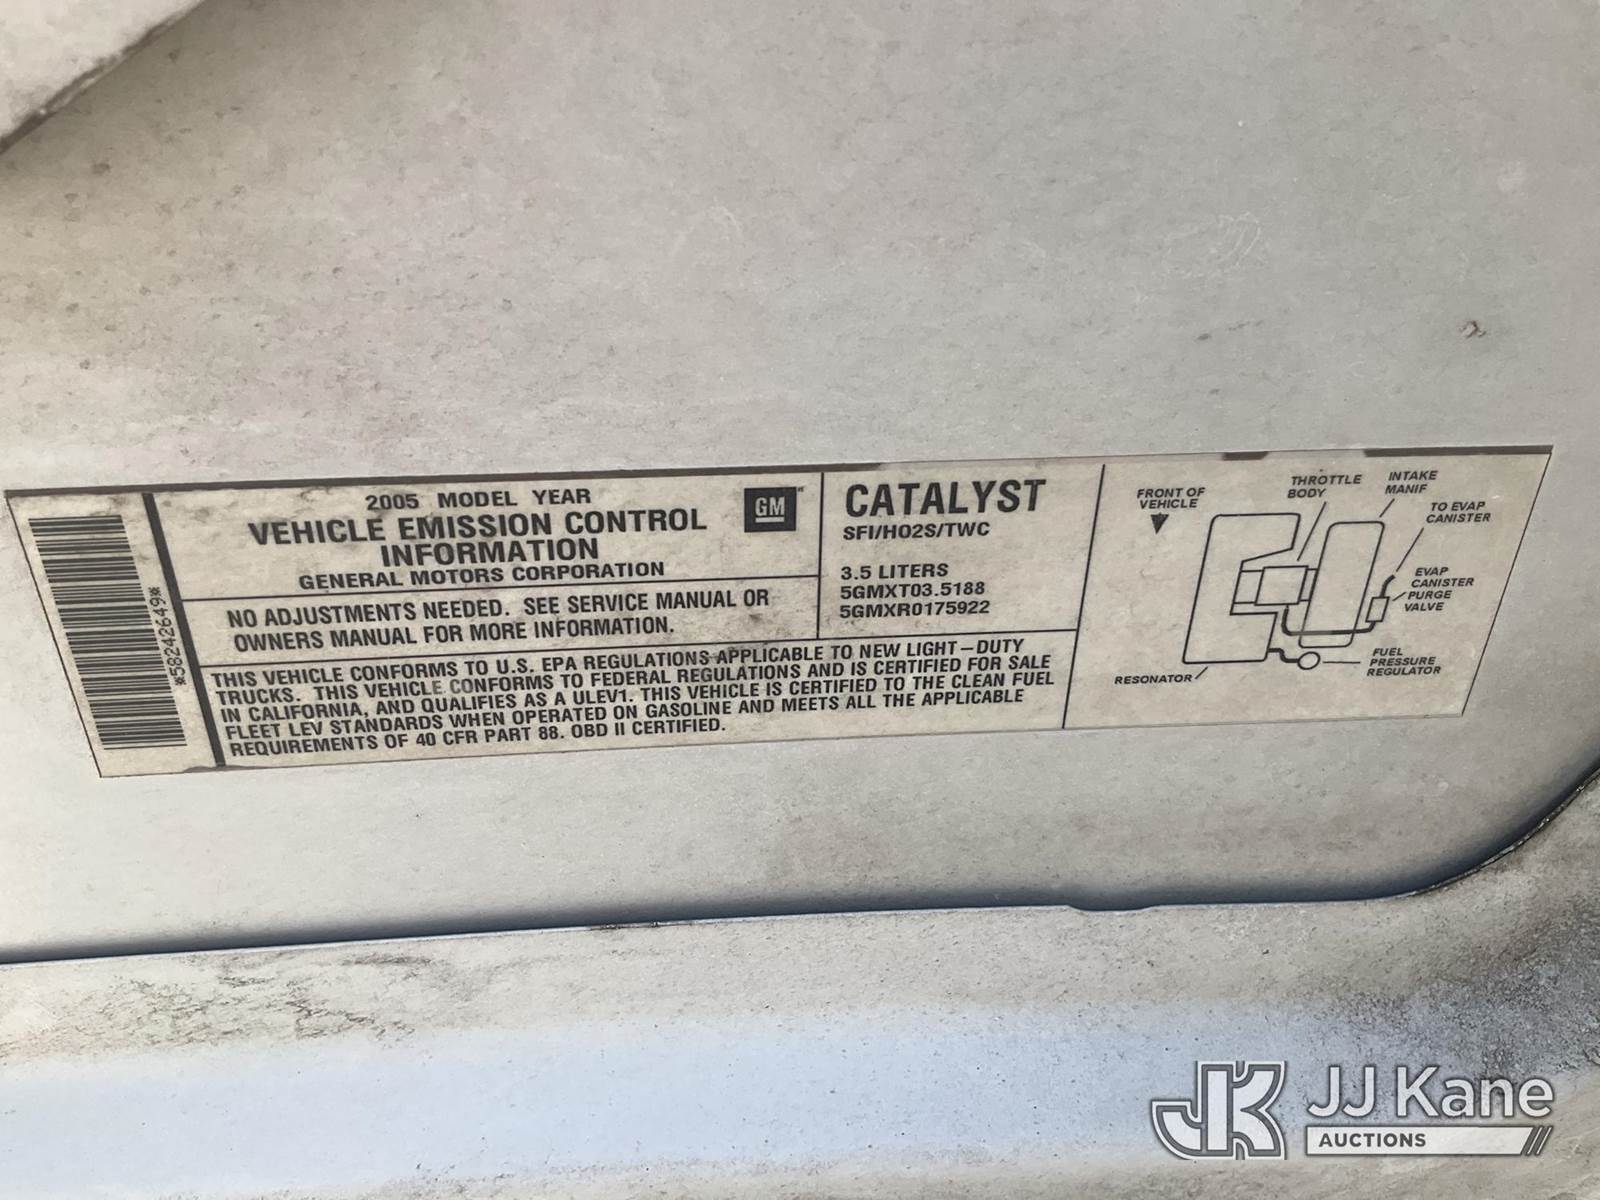 *58242649*
2005 MODEL YEAR
VEHICLE EMISSION CONTROL
INFORMATION
GENERAL MOTORS CORPORATION
GM
NO ADJUSTMENTS NEEDED. SEE SERVICE MANUAL OR
OWNERS MANUAL FOR MORE INFORMATION.
CATALYST
SFI/HO2S/TWC
3.5 LITERS
5GMXT03.5188
5GMXR0175922
THIS VEHICLE CONFORMS TO U.S. EPA REGULATIONS APPLICABLE TO NEW LIGHT-DUTY
TRUCKS. THIS VEHICLE CONFORMS TO FEDERAL REGULATIONS AND IS CERTIFIED FOR SALE
IN CALIFORNIA, AND QUALIFIES AS A ULEV1. THIS VEHICLE IS CERTIFIED TO THE CLEAN FUEL
FLEET LEV STANDARDS WHEN OPERATED ON GASOLINE AND MEETS ALL THE APPLICABLE
REQUIREMENTS OF 40 CFR PART 88. OBD II CERTIFIED.
FRONT OF
VEHICLE
THROTTLE
BODY
INTAKE
MANIF
TO EVAP
CANISTER
EVAP
CANISTER
PURGE
VALVE
FUEL
PRESSURE
REGULATOR
RESONATOR
JK JJ Kane
AUCTIONS